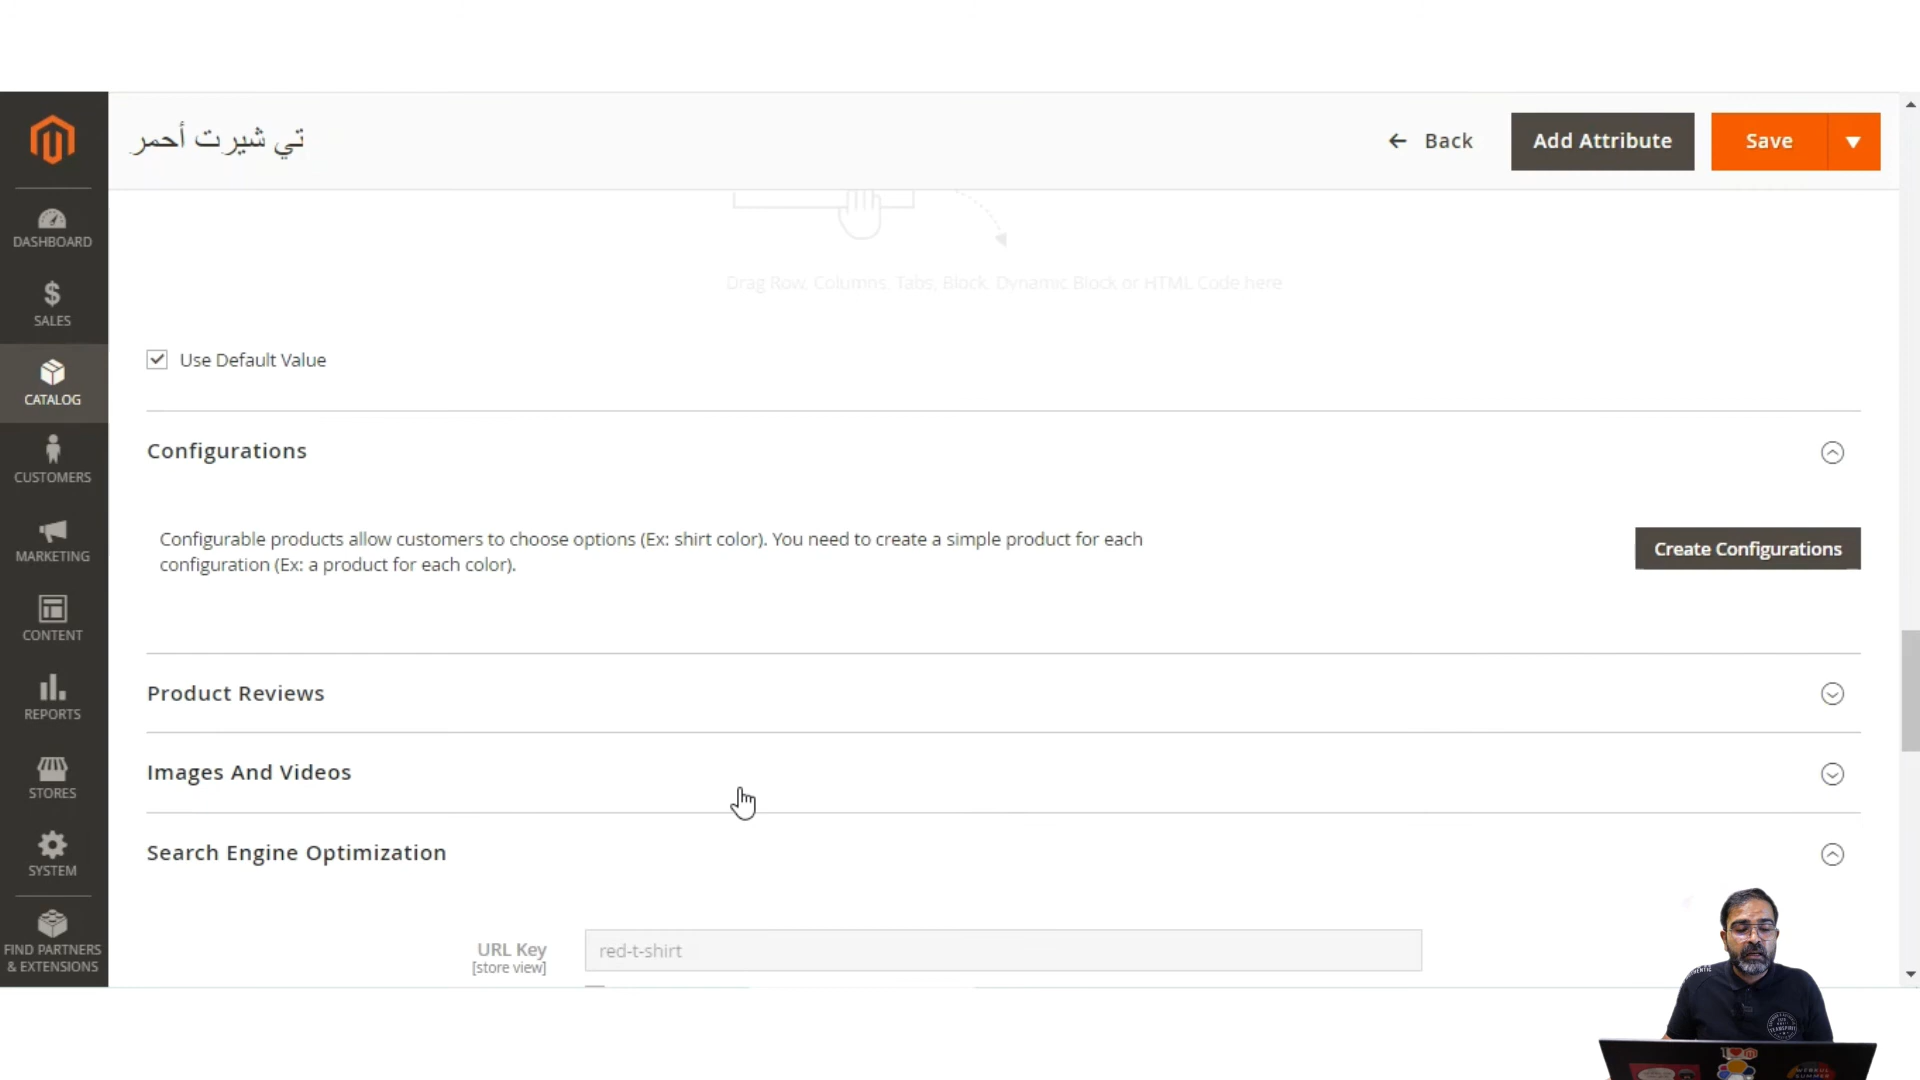 تي شيرت أحمر
Back
Add Attribute
Save
DASHBOARD
SALES
CATALOG
CUSTOMERS
MARKETING
CONTENT
REPORTS
STORES
SYSTEM
FIND PARTNERS
& EXTENSIONS
Drag Row, Columns, Tabs, Block, Dynamic Block or HTML Code here
Use Default Value
Configurations
Configurable products allow customers to choose options (Ex: shirt color). You need to create a simple product for each
configuration (Ex: a product for each color).
Create Configurations
Product Reviews
Images And Videos
Search Engine Optimization
URL Key
[store view]
red-t-shirt